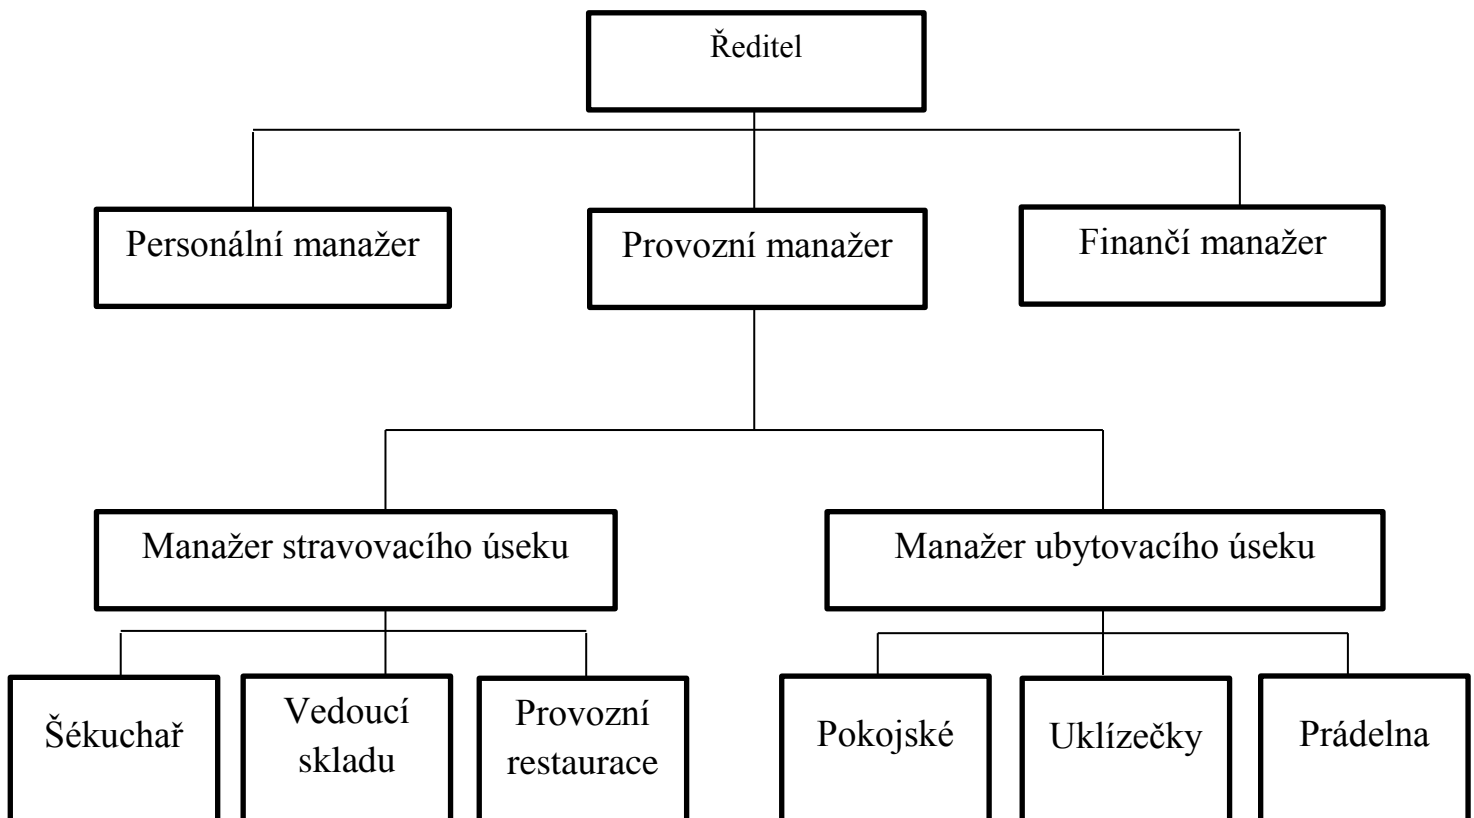 Ředitel
Personální manažer
Provozní manažer
Finančí manažer
Manažer stravovacího úseku
Manažer ubytovacího úseku
Šékuchař
Vedoucí
skladu
Provozní
restaurace
Pokojské
Uklízečky
Prádelna